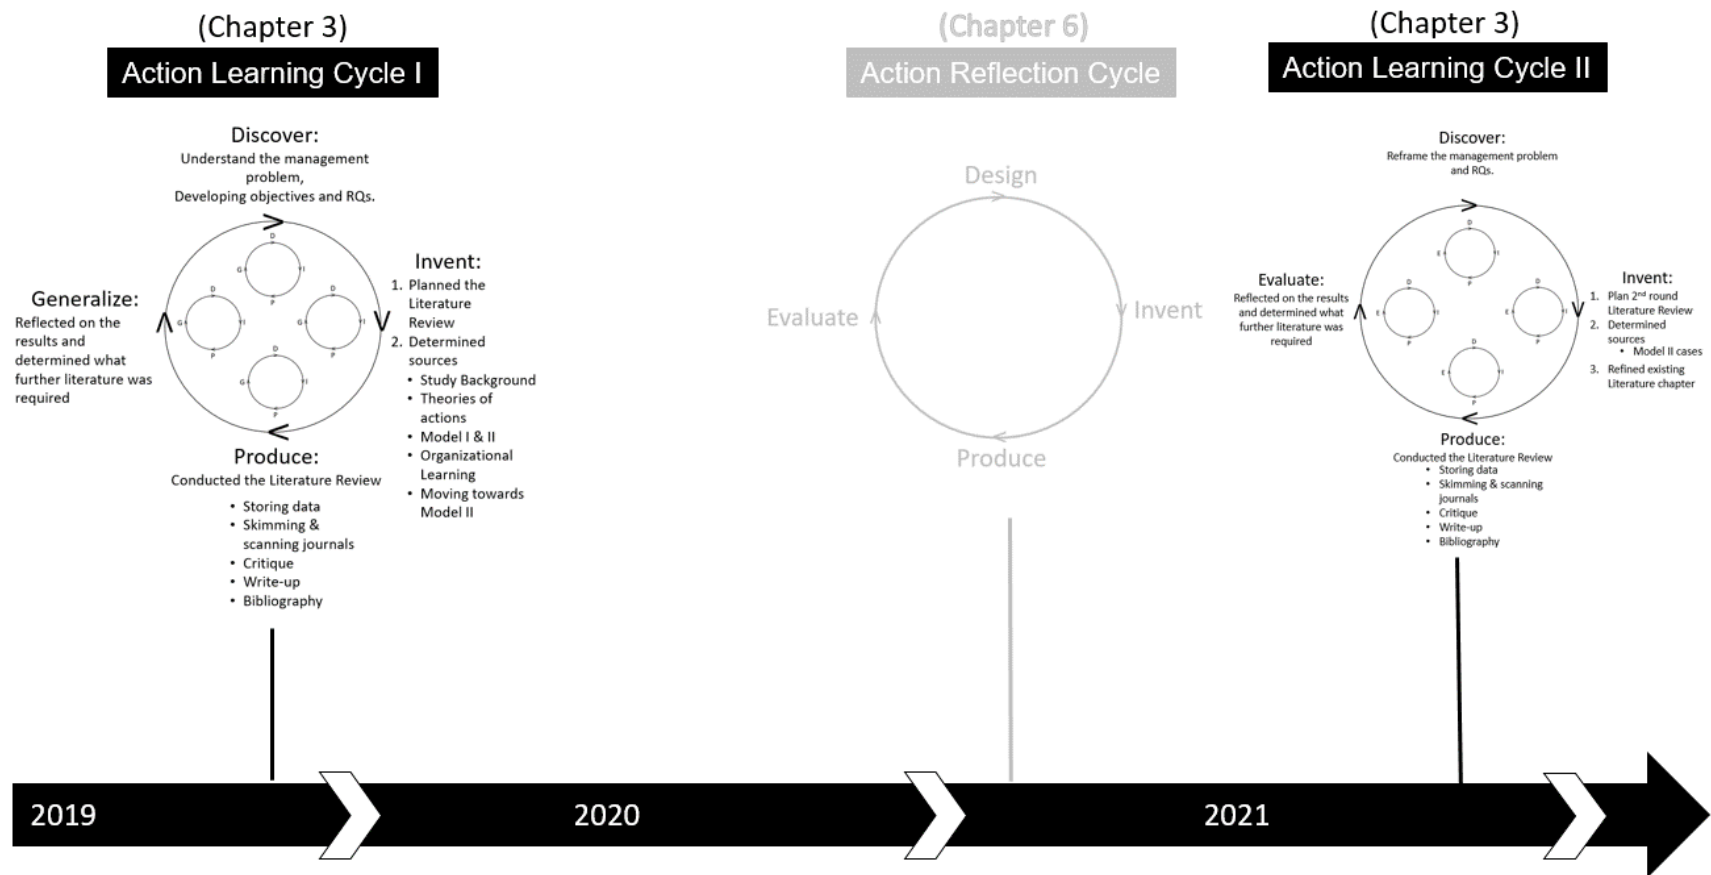 (Chapter 3)
Action Learning Cycle I
Discover:
Understand the management
problem,
Developing objectives and RQs.
Invent:
1. Planned the
Literature
Review
2. Determined
sources
• Study Background
• Theories of
actions
• Model I & II
• Organizational
Learning
• Moving towards
Model II
Generalize:
Reflected on the
results and
determined what
further literature was
required
D
I
P
G
D
I
P
G
D
I
P
G
D
I
P
G
Produce:
Conducted the Literature Review
• Storing data
• Skimming &
scanning journals
• Critique
• Write-up
• Bibliography
(Chapter 6)
Action Reflection Cycle
Design
Invent
Produce
Evaluate
(Chapter 3)
Action Learning Cycle II
Discover:
Reframe the management problem
and RQs.
Invent:
1. Plan 2nd round
Literature Review
2. Determined
sources
• Model II cases
3. Refined existing
Literature chapter
Evaluate:
Reflected on the results
and determined what
further literature was
required
D
I
P
E
D
I
P
E
D
I
P
E
D
I
P
E
Produce:
Conducted the Literature Review
• Storing data
• Skimming & scanning
journals
• Critique
• Write-up
• Bibliography
2019
2020
2021